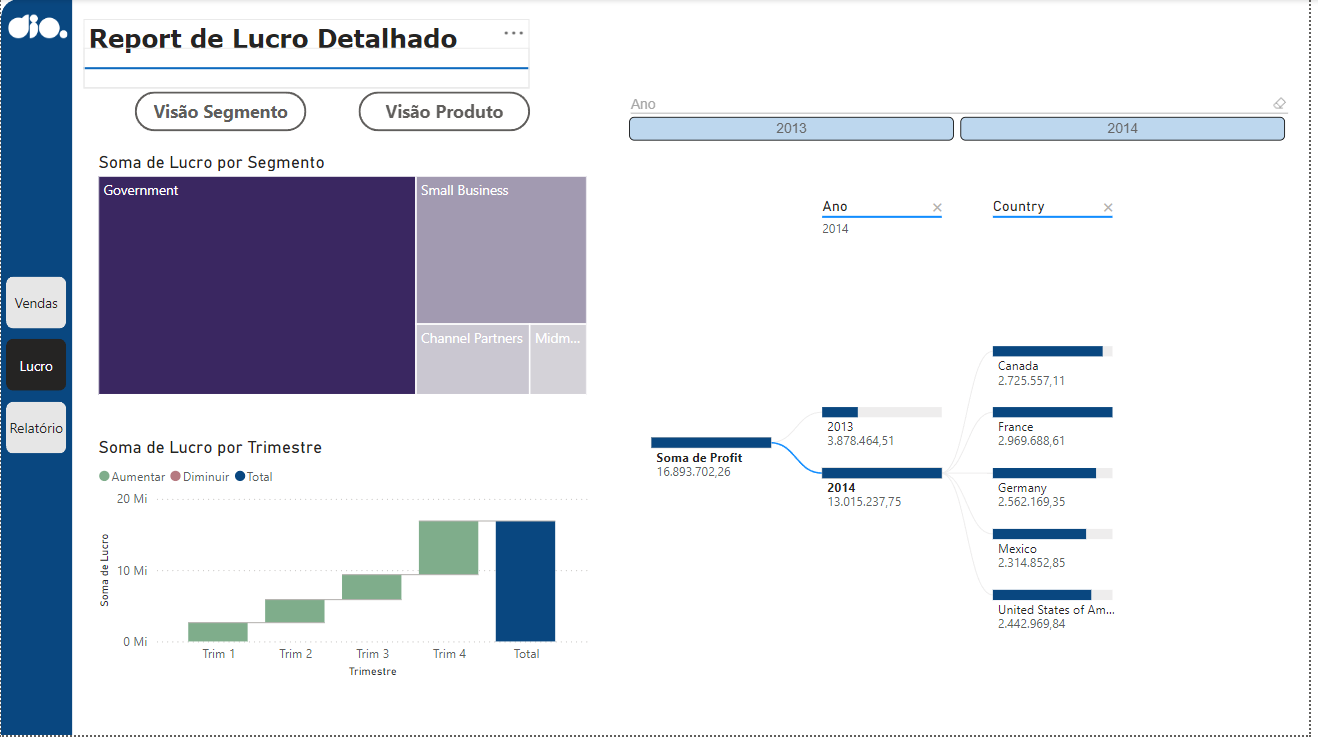 dio.
Report de Lucro Detalhado
Visão Segmento
Visão Produto
Soma de Lucro por Segmento
Government
Small Business
Channel Partners
Midm...
Soma de Lucro por Trimestre
Aumentar Diminuir Total
Soma de Lucro
20 Mi
10 Mi
0 Mi
Trim 1 Trim 2 Trim 3 Trim 4 Total
Trimestre
Vendas
Lucro
Relatório
Ano
2013 2014
Ano
2014
Country
Soma de Profit
16.893.702,26
2013
3.878.464,51
2014
13.015.237,75
Canada
2.725.557,11
France
2.969.688,61
Germany
2.562.169,35
Mexico
2.314.852,85
United States of Am...
2.442.969,84